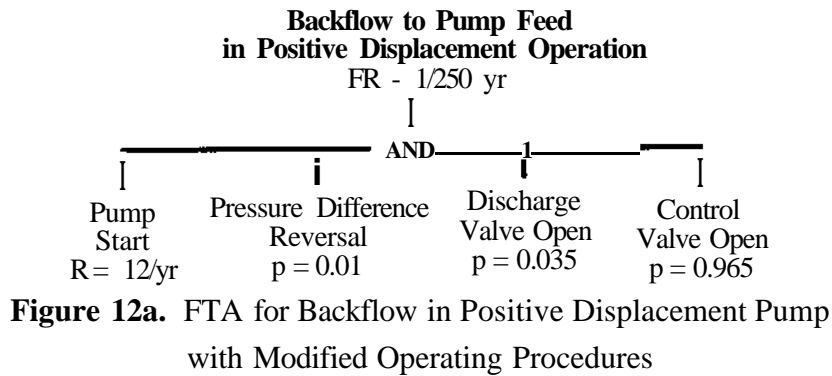 Backflow to Pump Feed
in Positive Displacement Operation
FR - 1/250 yr
AND 1
Pump
Start
R = 12/yr
Pressure Difference
Reversal
p = 0.01
Discharge
Valve Open
p = 0.035
Control
Valve Open
p = 0.965
Figure 12a. FTA for Backflow in Positive Displacement Pump
with Modified Operating Procedures